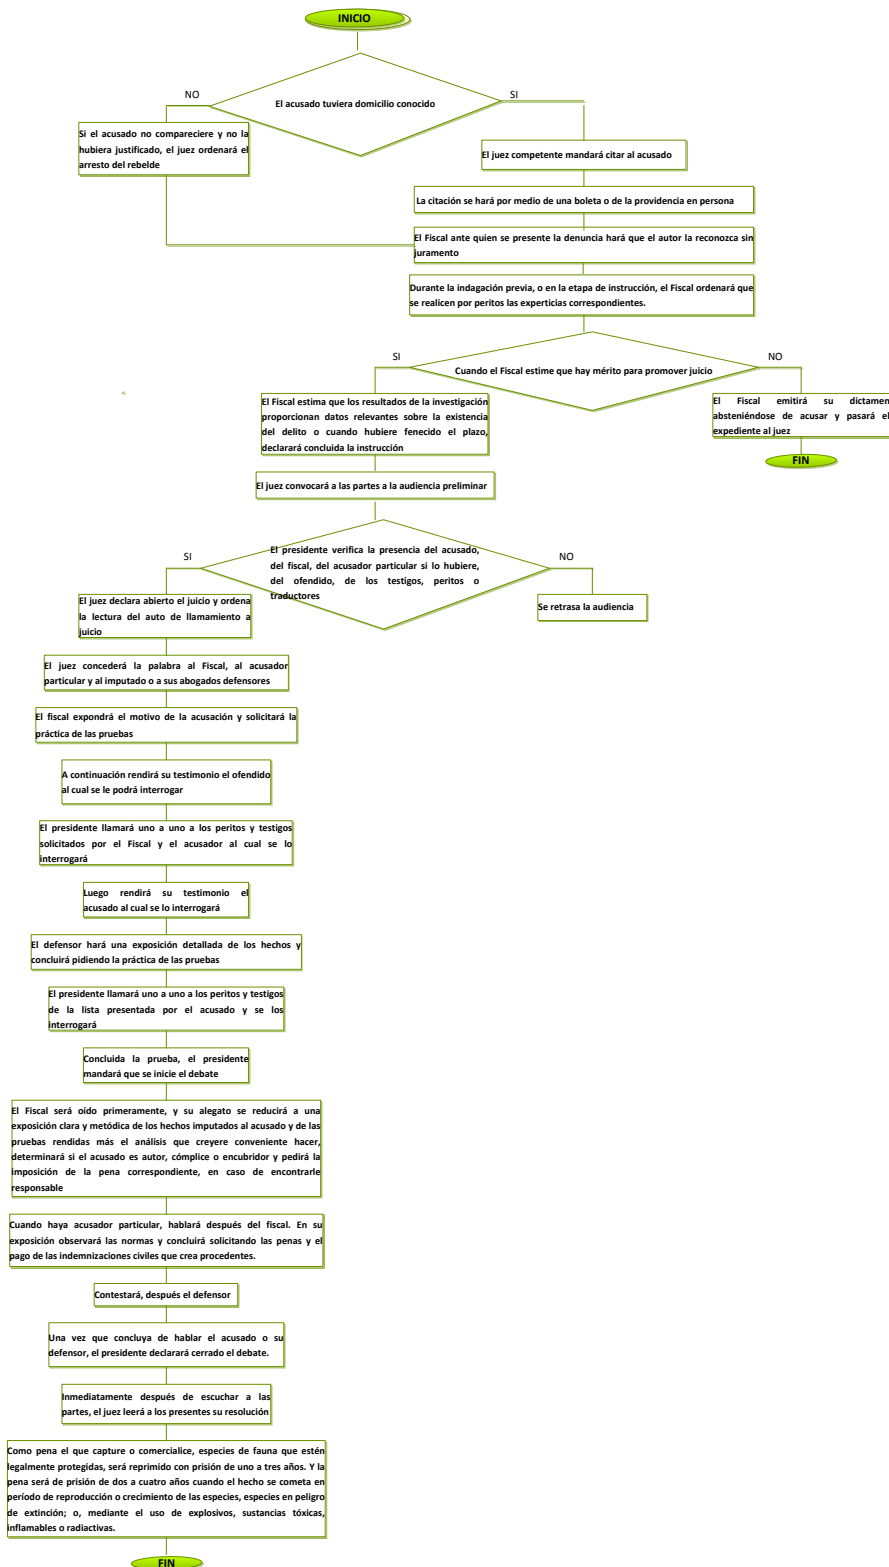 INICIO
El acusado tuviera domicilio conocido
NO
SI
Si el acusado no compareciere y no la
hubiera justificado, el juez ordenará el
arresto del rebelde
El juez competente mandará citar al acusado
La citación se hará por medio de una boleta o de la providencia en persona
El Fiscal ante quien se presente la denuncia hará que el autor la reconozca sin
juramento
Durante la indagación previa, o en la etapa de instrucción, el Fiscal ordenará que
se realicen por peritos las experticias correspondientes.
Cuando el Fiscal estime que hay mérito para promover juicio
SI
NO
El Fiscal estima que los resultados de la investigación
proporcionan datos relevantes sobre la existencia
del delito o cuando hubiere fenecido el plazo,
declarará concluida la instrucción
El Fiscal emitirá su dictamen
absteniéndose de acusar y pasará el
expediente al juez
FIN
El juez convocará a las partes a la audiencia preliminar
El presidente verifica la presencia del acusado,
del fiscal, del acusador particular si lo hubiere,
del ofendido, de los testigos, peritos o
traductores
SI
NO
El juez declara abierto el juicio y ordena
la lectura del auto de llamamiento a
juicio
Se retrasa la audiencia
El juez concederá la palabra al Fiscal, al acusador
particular y al imputado o a sus abogados defensores
El fiscal expondrá el motivo de la acusación y solicitará la
práctica de las pruebas
A continuación rendirá su testimonio el ofendido
al cual se le podrá interrogar
El presidente llamará uno a uno a los peritos y testigos
solicitados por el Fiscal y el acusador al cual se lo
interrogará
Luego rendirá su testimonio el
acusado al cual se lo interrogará
El defensor hará una exposición detallada de los hechos y
concluirá pidiendo la práctica de las pruebas
El presidente llamará uno a uno a los peritos y testigos
de la lista presentada por el acusado y se los
interrogará
Concluida la prueba, el presidente
mandará que se inicie el debate
El Fiscal será oído primeramente, y su alegato se reducirá a una
exposición clara y metódica de los hechos imputados al acusado y de las
pruebas rendidas más el análisis que creyere conveniente hacer,
determinará si el acusado es autor, cómplice o encubridor y pedirá la
imposición de la pena correspondiente, en caso de encontrarle
responsable
Cuando haya acusador particular, hablará después del fiscal. En su
exposición observará las normas y concluirá solicitando las penas y el
pago de las indemnizaciones civiles que crea procedentes.
Contestará, después el defensor
Una vez que concluya de hablar el acusado o su
defensor, el presidente declarará cerrado el debate.
Inmediatamente después de escuchar a las
partes, el juez leerá a los presentes su resolución
Como pena el que capture o comercialice, especies de fauna que estén
legalmente protegidas, será reprimido con prisión de uno a tres años. Y la
pena será de prisión de dos a cuatro años cuando el hecho se cometa en
período de reproducción o crecimiento de las especies, especies en peligro
de extinción; o, mediante el uso de explosivos, sustancias tóxicas,
inflamables o radiactivas.
FIN